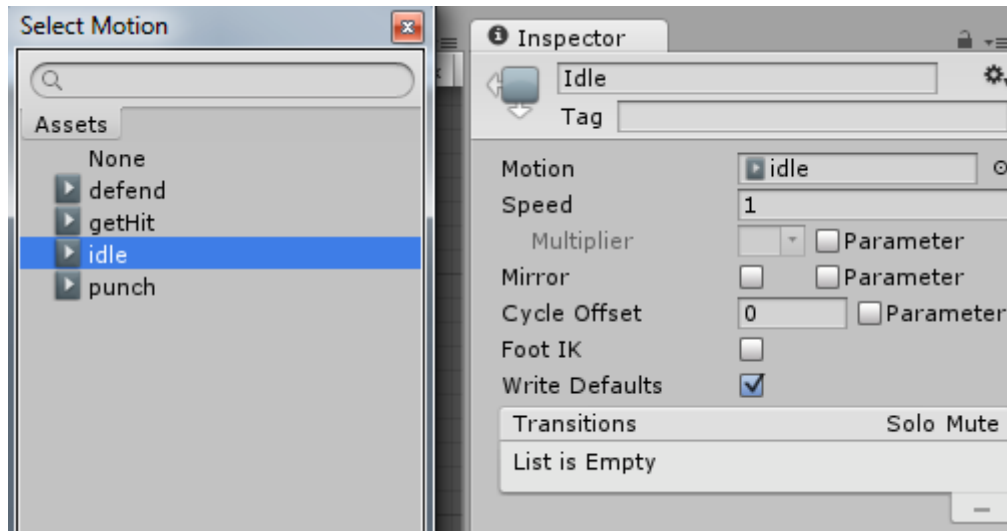 Select Motion
Assets
None
defend
getHit
idle
punch
Inspector
Idle
Tag
Motion idle
Speed 1
Multiplier Parameter
Mirror Parameter
Cycle Offset 0 Parameter
Foot IK
Write Defaults
Transitions Solo Mute
List is Empty